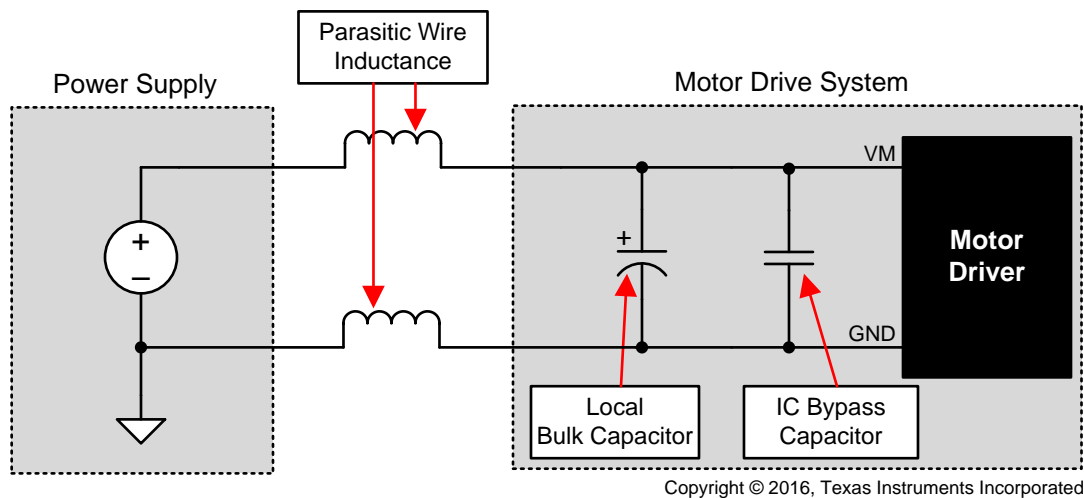 Parasitic Wire
Inductance
Power Supply
Motor Drive System
VM
+
–
+
Motor
Driver
GND
Local
Bulk Capacitor
IC Bypass
Capacitor
Copyright © 2016, Texas Instruments Incorporated